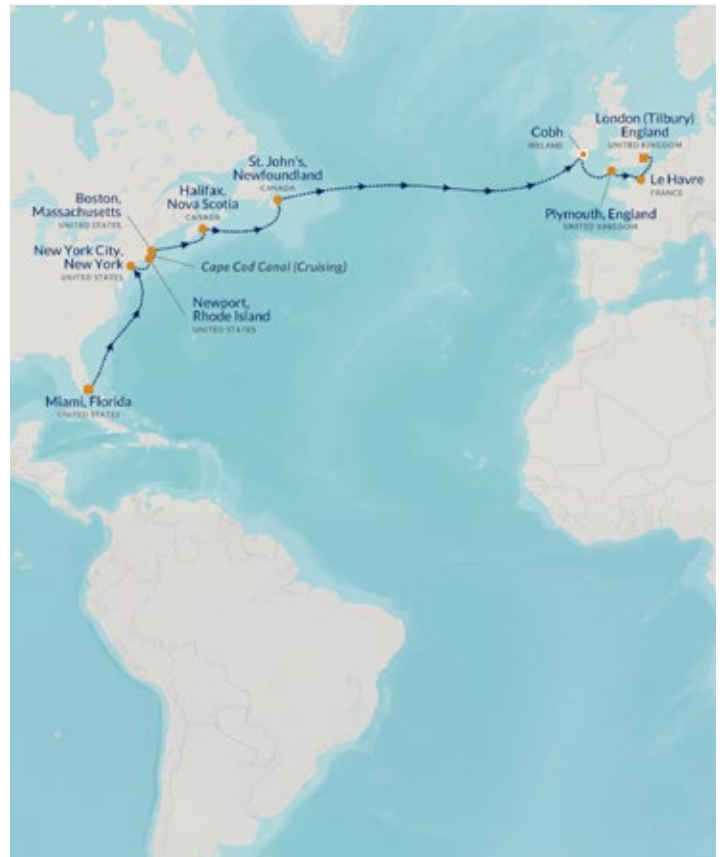 London (Tilbury)
England
UNITED KINGDOM
Cobh
IRELAND
Le Havre
FRANCE
Plymouth, England
UNITED KINGDOM
St. John's,
Newfoundland
CANADA
Halifax,
Nova Scotia
CANADA
Boston,
Massachusetts
UNITED STATES
New York City,
New York
UNITED STATES
Cape Cod Canal (Cruising)
Newport,
Rhode Island
UNITED STATES
Miami, Florida
UNITED STATES